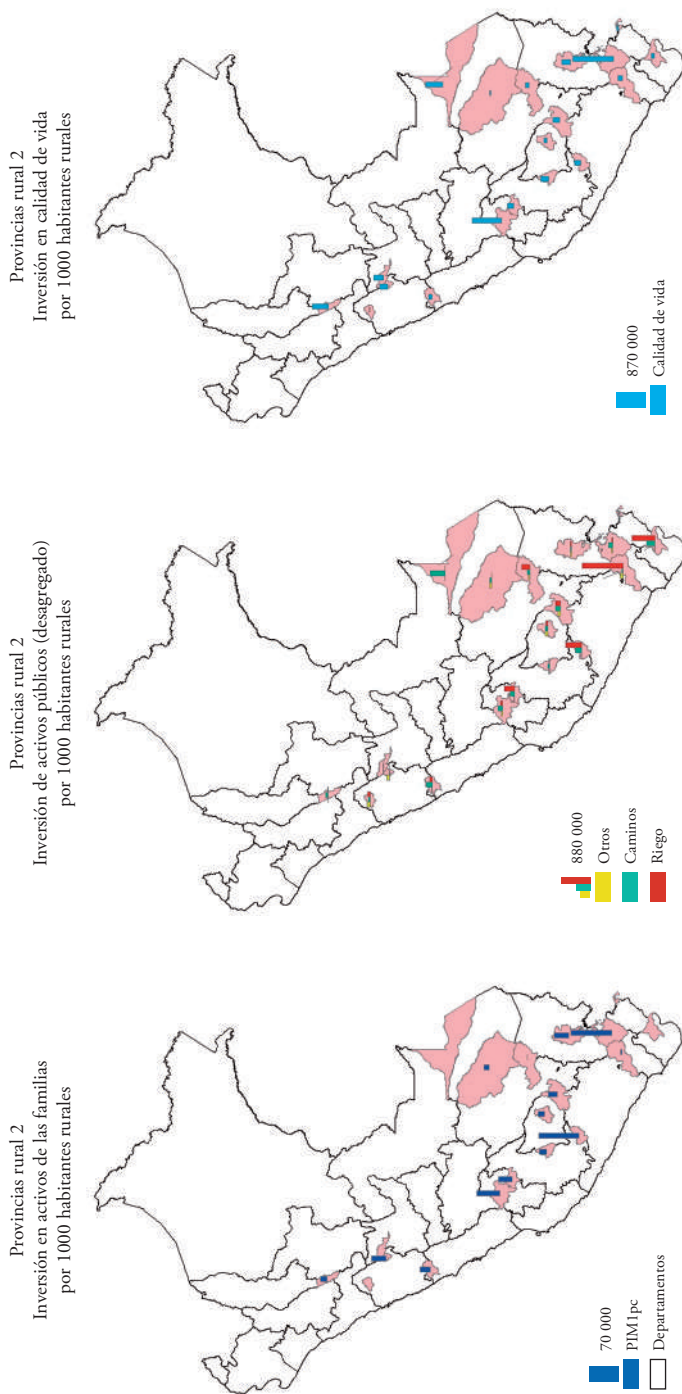 Provincias rural 2
Inversión en activos de las familias
por 1000 habitantes rurales
70 000
PIM1pc
Departamentos
Provincias rural 2
Inversión de activos públicos (desagregado)
por 1000 habitantes rurales
880 000
Otros
Caminos
Riego
Provincias rural 2
Inversión en calidad de vida
por 1000 habitantes rurales
870 000
Calidad de vida